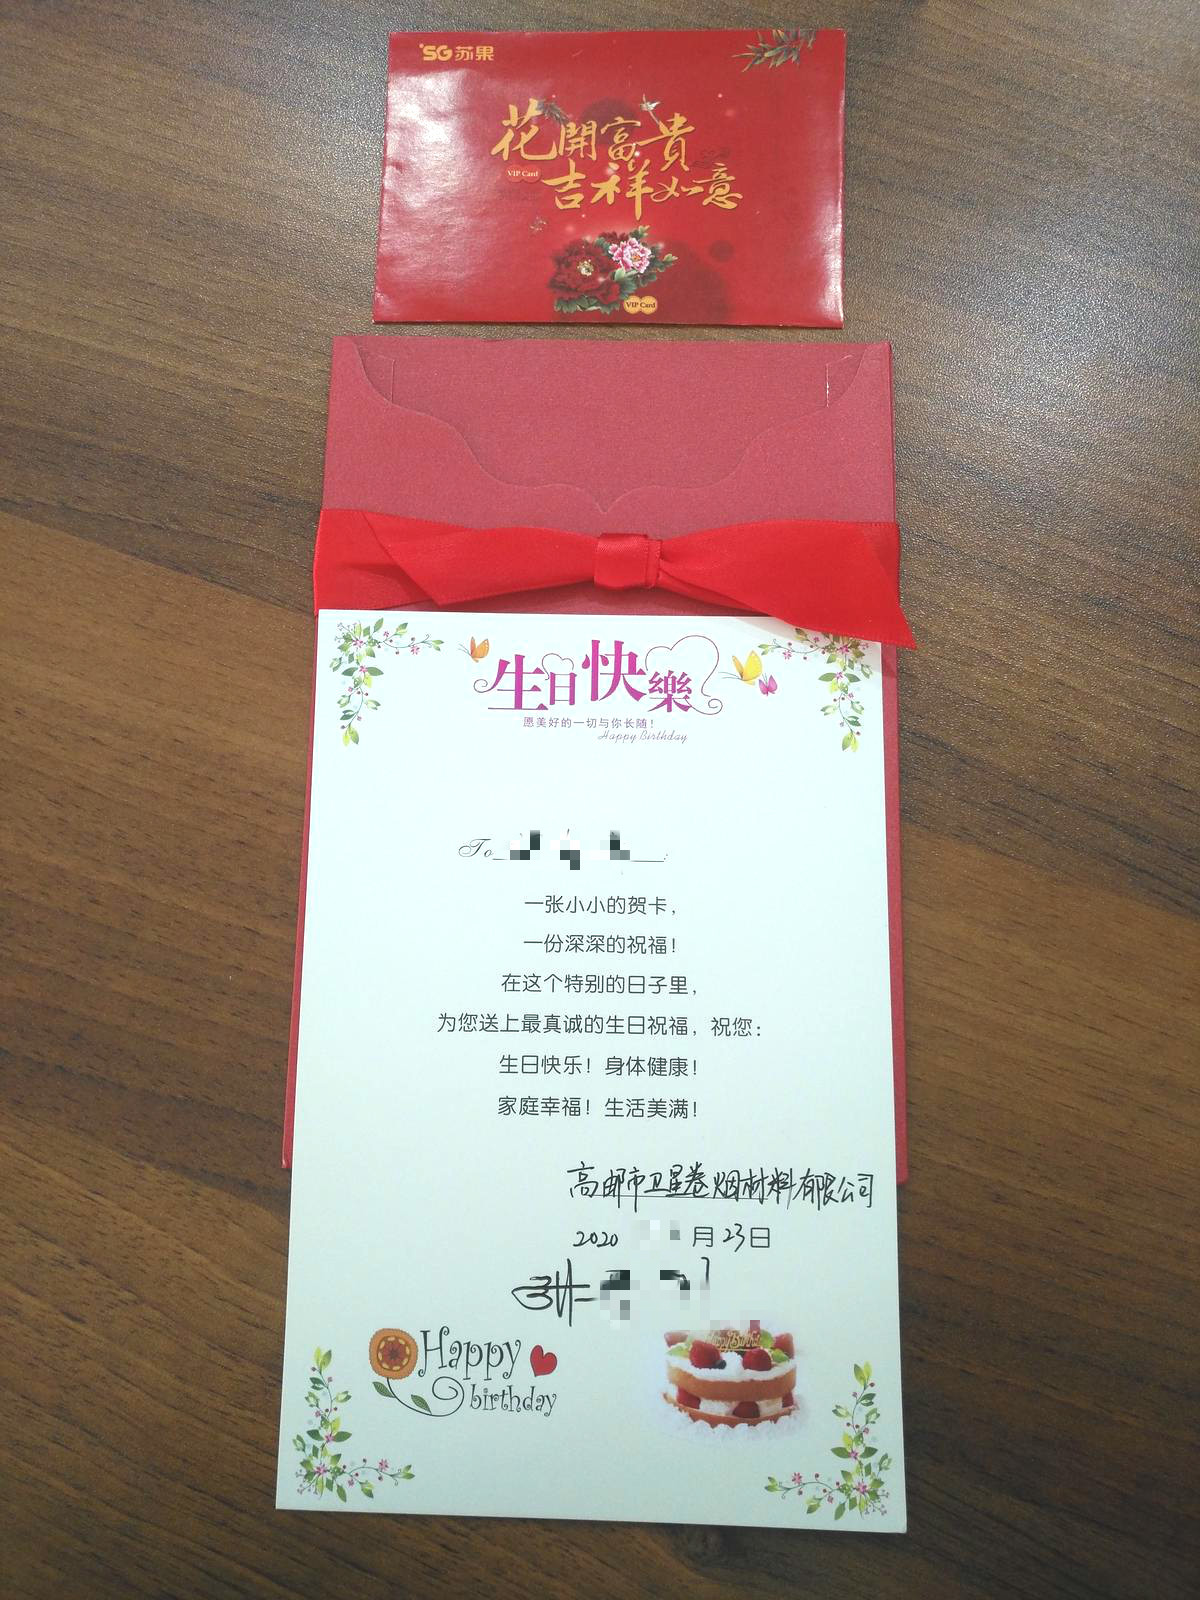 SG苏果
花開富貴
VIP Card
吉祥如意
VIP Card
生日快樂
愿美好的一切与你长随！
Happy Birthday
To
一张小小的贺卡，
一份深深的祝福！
在这个特别的日子里，
为您送上最真诚的生日祝福，祝您：
生日快乐！身体健康！
家庭幸福！生活美满！
高邮市卫星卷烟材料有限公司
2020 月23日
Happy
birthday
Happy Birthday